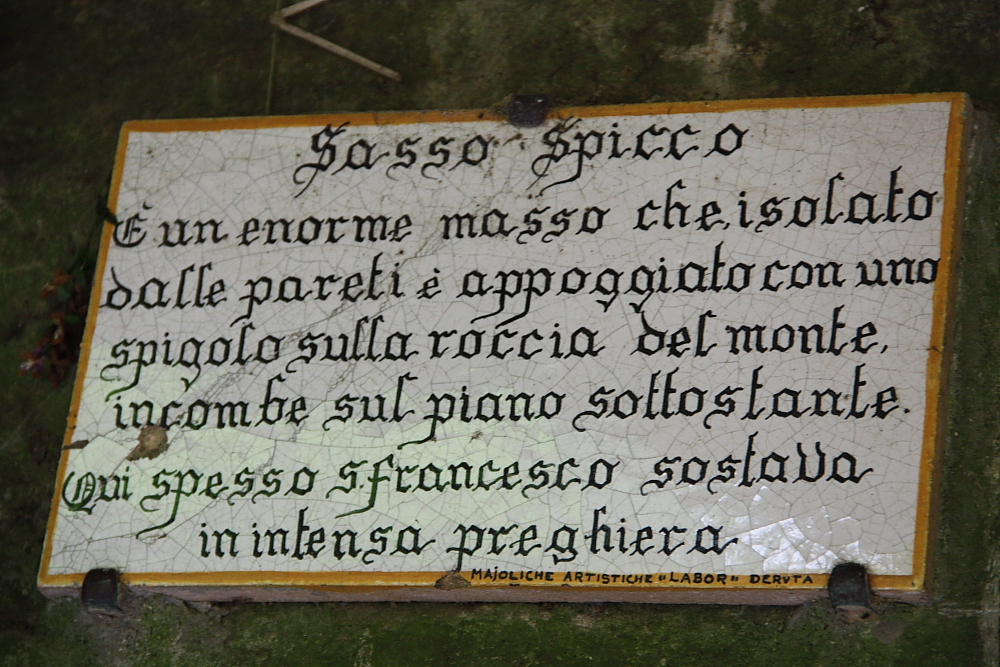 Sasso Spicco
È un enorme masso che, isolato
dalle pareti è appoggiato con uno
spigolo sulla roccia del monte,
incombe sul piano sottostante.
Qui spesso S francesco sostava
in intensa preghiera
MAJOLICHE ARTISTICHE "LABOR" DERVTA